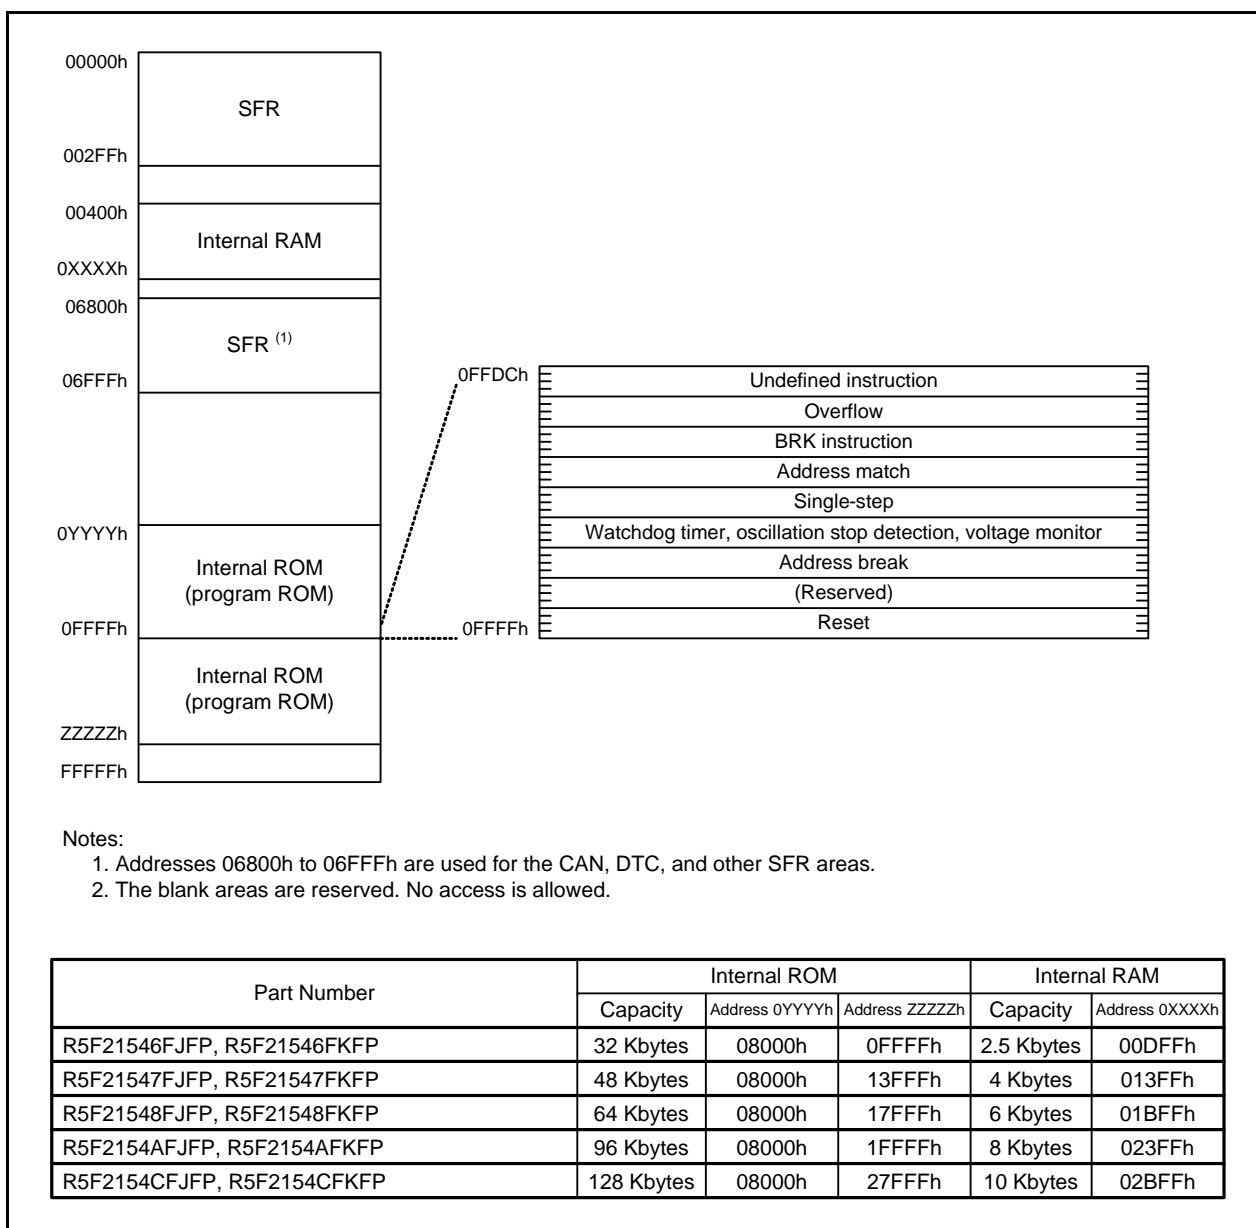 00000h
SFR
002FFh
00400h
Internal RAM
0XXXXh
06800h
SFR (1)
06FFFh
0YYYYh
Internal ROM
(program ROM)
0FFFFh
Internal ROM
(program ROM)
ZZZZZh
FFFFFh
0FFDCh
Undefined instruction
Overflow
BRK instruction
Address match
Single-step
Watchdog timer, oscillation stop detection, voltage monitor
Address break
(Reserved)
0FFFFh
Reset
Notes:
1. Addresses 06800h to 06FFFh are used for the CAN, DTC, and other SFR areas.
2. The blank areas are reserved. No access is allowed.
Part Number Internal ROM Internal RAM
Capacity Address 0YYYYh Address ZZZZZh Capacity Address 0XXXXh
R5F21546FJFP, R5F21546FKFP 32 Kbytes 08000h 0FFFFh 2.5 Kbytes 00DFFh
R5F21547FJFP, R5F21547FKFP 48 Kbytes 08000h 13FFFh 4 Kbytes 013FFh
R5F21548FJFP, R5F21548FKFP 64 Kbytes 08000h 17FFFh 6 Kbytes 01BFFh
R5F2154AFJFP, R5F2154AFKFP 96 Kbytes 08000h 1FFFFh 8 Kbytes 023FFh
R5F2154CFJFP, R5F2154CFKFP 128 Kbytes 08000h 27FFFh 10 Kbytes 02BFFh